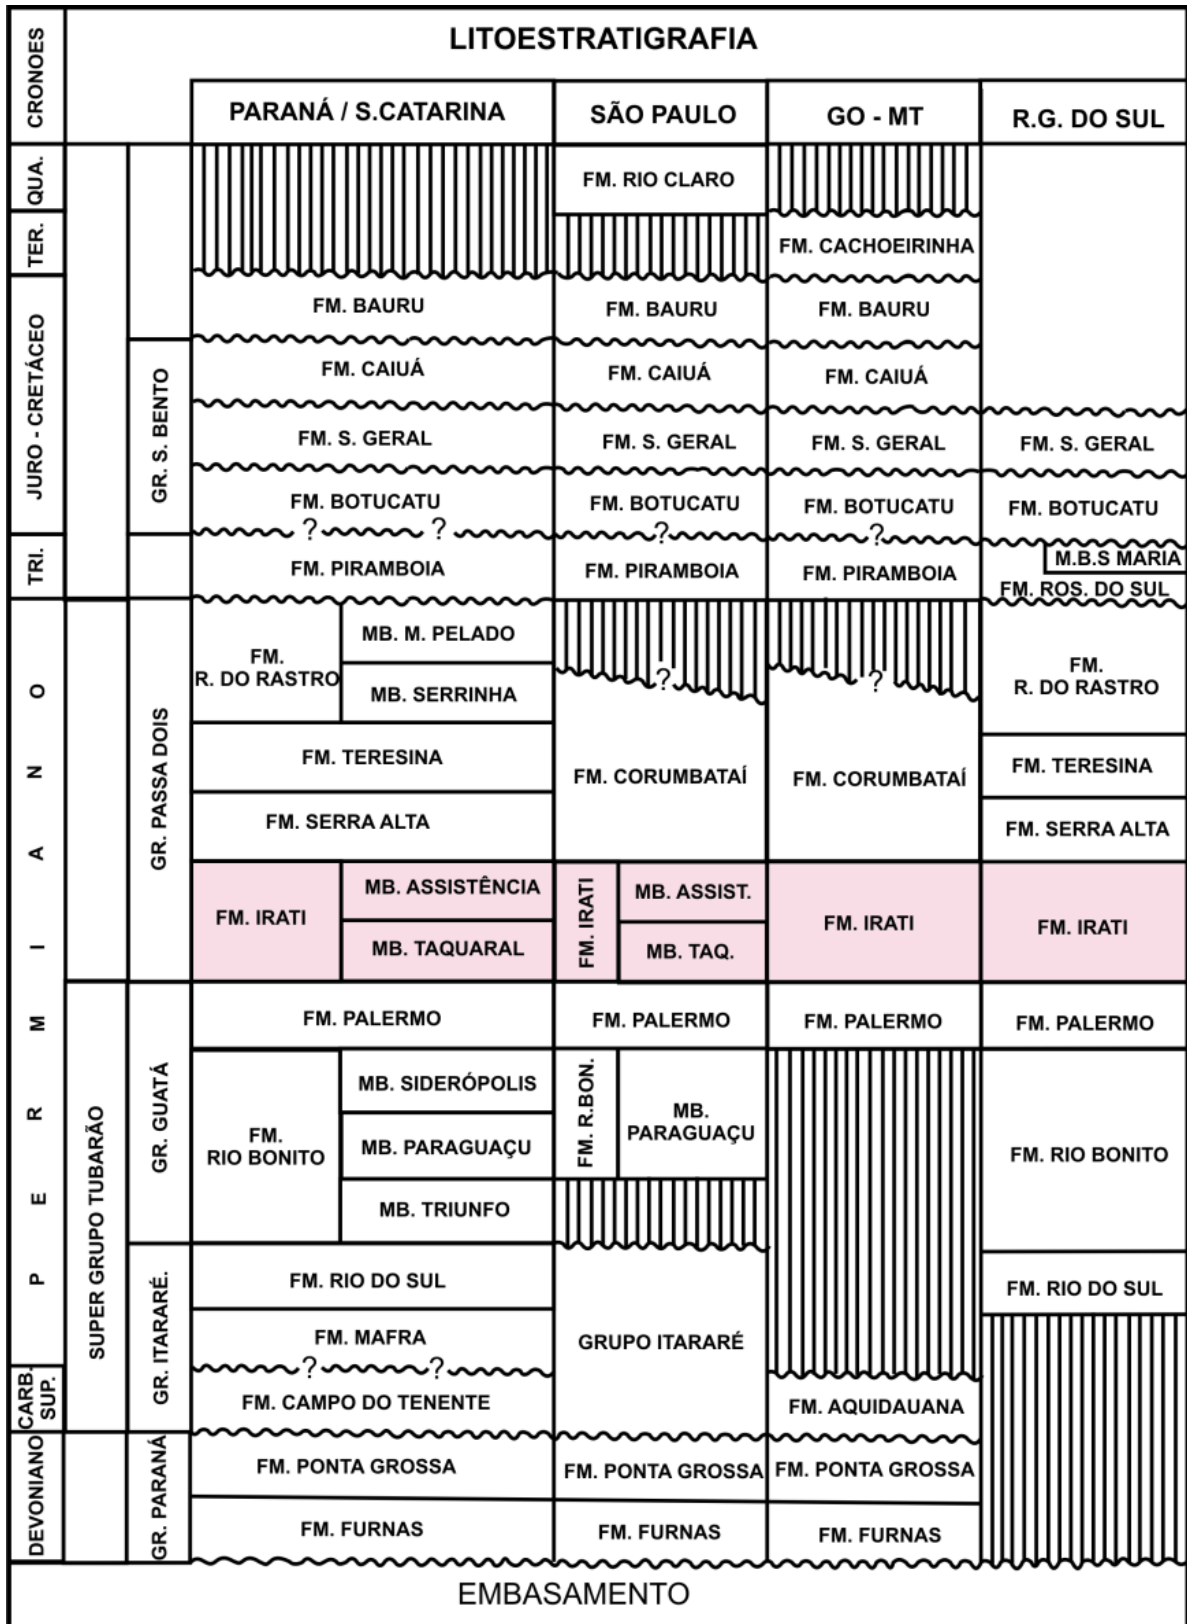 LITOESTRATIGRAFIA
CRONOES
PARANÁ / S.CATARINA
SÃO PAULO
GO - MT
R.G. DO SUL
QUA.
TER.
JURO - CRETÁCEO
TRI.
PERMIANO
CARB.
SUP.
DEVONIANO
SUPER GRUPO TUBARÃO
GR. S. BENTO
GR. PASSA DOIS
GR. GUATÁ
GR. ITARARÉ.
GR. PARANÁ
FM. BAURU
FM. CAIUÁ
FM. S. GERAL
FM. BOTUCATU
? ?
FM. PIRAMBOIA
FM.
R. DO RASTRO
MB. M. PELADO
MB. SERRINHA
FM. TERESINA
FM. SERRA ALTA
FM. IRATI
MB. ASSISTÊNCIA
MB. TAQUARAL
FM. PALERMO
FM.
RIO BONITO
MB. SIDERÓPOLIS
MB. PARAGUAÇU
MB. TRIUNFO
FM. RIO DO SUL
FM. MAFRA
? ?
FM. CAMPO DO TENENTE
FM. PONTA GROSSA
FM. FURNAS
FM. RIO CLARO
FM. BAURU
FM. CAIUÁ
FM. S. GERAL
FM. BOTUCATU
?
FM. PIRAMBOIA
?
FM. CORUMBATAÍ
FM. IRATI
MB. ASSIST.
MB. TAQ.
FM. PALERMO
FM. R.BON.
MB.
PARAGUAÇU
GRUPO ITARARÉ
FM. PONTA GROSSA
FM. FURNAS
FM. CACHOEIRINHA
FM. BAURU
FM. CAIUÁ
FM. S. GERAL
FM. BOTUCATU
?
FM. PIRAMBOIA
?
FM. CORUMBATAÍ
FM. IRATI
FM. PALERMO
FM. AQUIDAUANA
FM. PONTA GROSSA
FM. FURNAS
FM. S. GERAL
FM. BOTUCATU
M.B.S MARIA
FM. ROS. DO SUL
FM.
R. DO RASTRO
FM. TERESINA
FM. SERRA ALTA
FM. IRATI
FM. PALERMO
FM. RIO BONITO
FM. RIO DO SUL
EMBASAMENTO